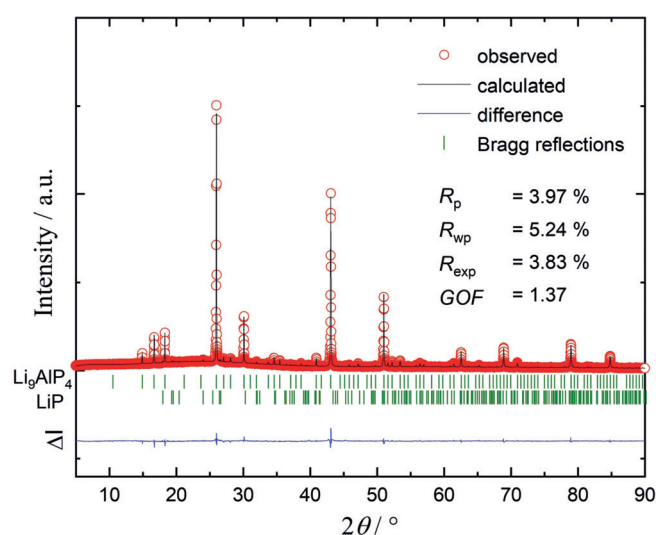 observed
calculated
difference
Bragg reflections
Rp = 3.97 %
Rwp = 5.24 %
Rexp = 3.83 %
GOF = 1.37
Intensity / a.u.
Li9AlP4
LiP
ΔI
10 20 30 40 50 60 70 80 90
2θ / °